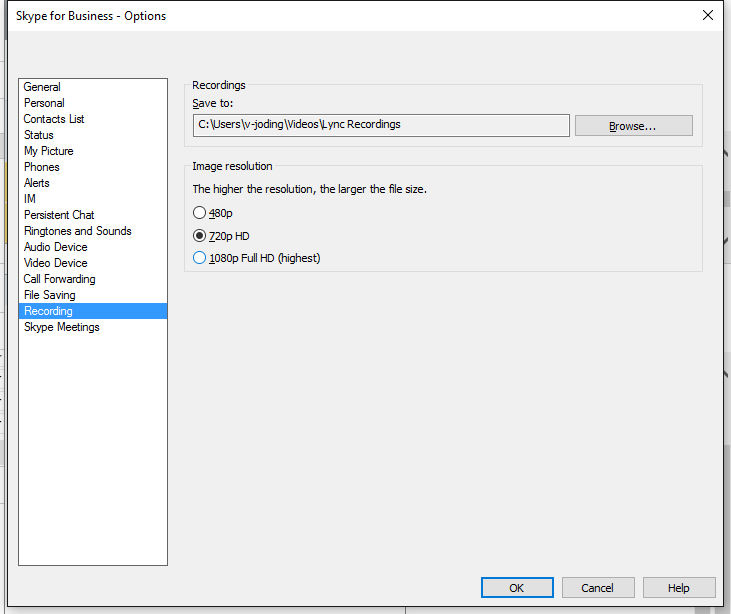 Skype for Business - Options
General
Personal
Contacts List
Status
My Picture
Phones
Alerts
IM
Persistent Chat
Ringtones and Sounds
Audio Device
Video Device
Call Forwarding
File Saving
Recording
Skype Meetings
Recordings
Save to:
C:\Users\v-joding\Videos\Lync Recordings
Browse...
Image resolution
The higher the resolution, the larger the file size.
480p
720p HD
1080p Full HD (highest)
OK
Cancel
Help